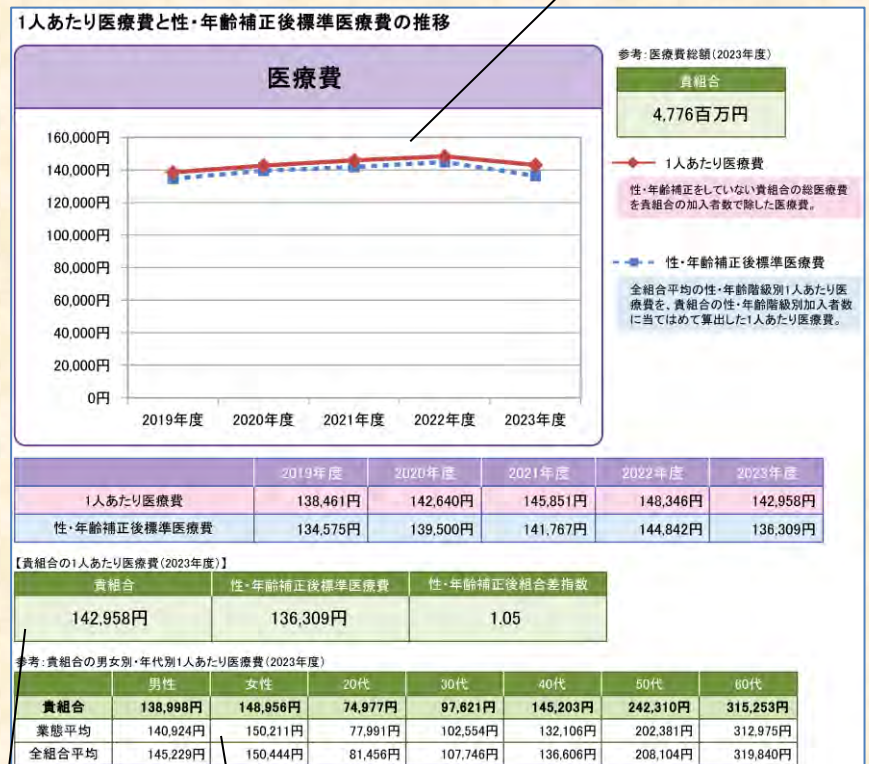 1人あたり医療費と性・年齢補正後標準医療費の推移
医療費
160,000円
140,000円
120,000円
100,000円
80,000円
60,000円
40,000円
20,000円
0円
2019年度 2020年度 2021年度 2022年度 2023年度
参考:医療費総額(2023年度)
貴組合
4,776百万円
1人あたり医療費
性・年齢補正をしていない貴組合の総医療費
を貴組合の加入者数で除した医療費。
性・年齢補正後標準医療費
全組合平均の性・年齢階級別1人あたり医
療費を、貴組合の性・年齢階級別加入者数
に当てはめて算出した1人あたり医療費。
2019年度 2020年度 2021年度 2022年度 2023年度
1人あたり医療費 138,461円 142,640円 145,851円 148,346円 142,958円
性・年齢補正後標準医療費 134,575円 139,500円 141,767円 144,842円 136,309円
【貴組合の1人あたり医療費(2023年度)】
貴組合 性・年齢補正後標準医療費 性・年齢補正後組合差指数
142,958円 136,309円 1.05
参考:貴組合の男女別・年代別1人あたり医療費(2023年度)
男性 女性 20代 30代 40代 50代 60代
貴組合 138,998円 148,956円 74,977円 97,621円 145,203円 242,310円 315,253円
業態平均 140,924円 150,211円 77,991円 102,554円 132,106円 202,381円 312,975円
全組合平均 145,229円 150,444円 81,456円 107,746円 136,606円 208,104円 319,840円